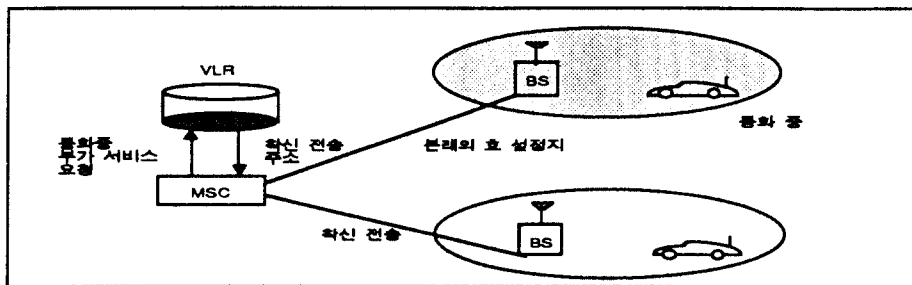 VLR
BS
통화 중
통화중
부가 서비스
요청
착신 전송
주소
본래의 호 설정지
MSC
착신 전송
BS